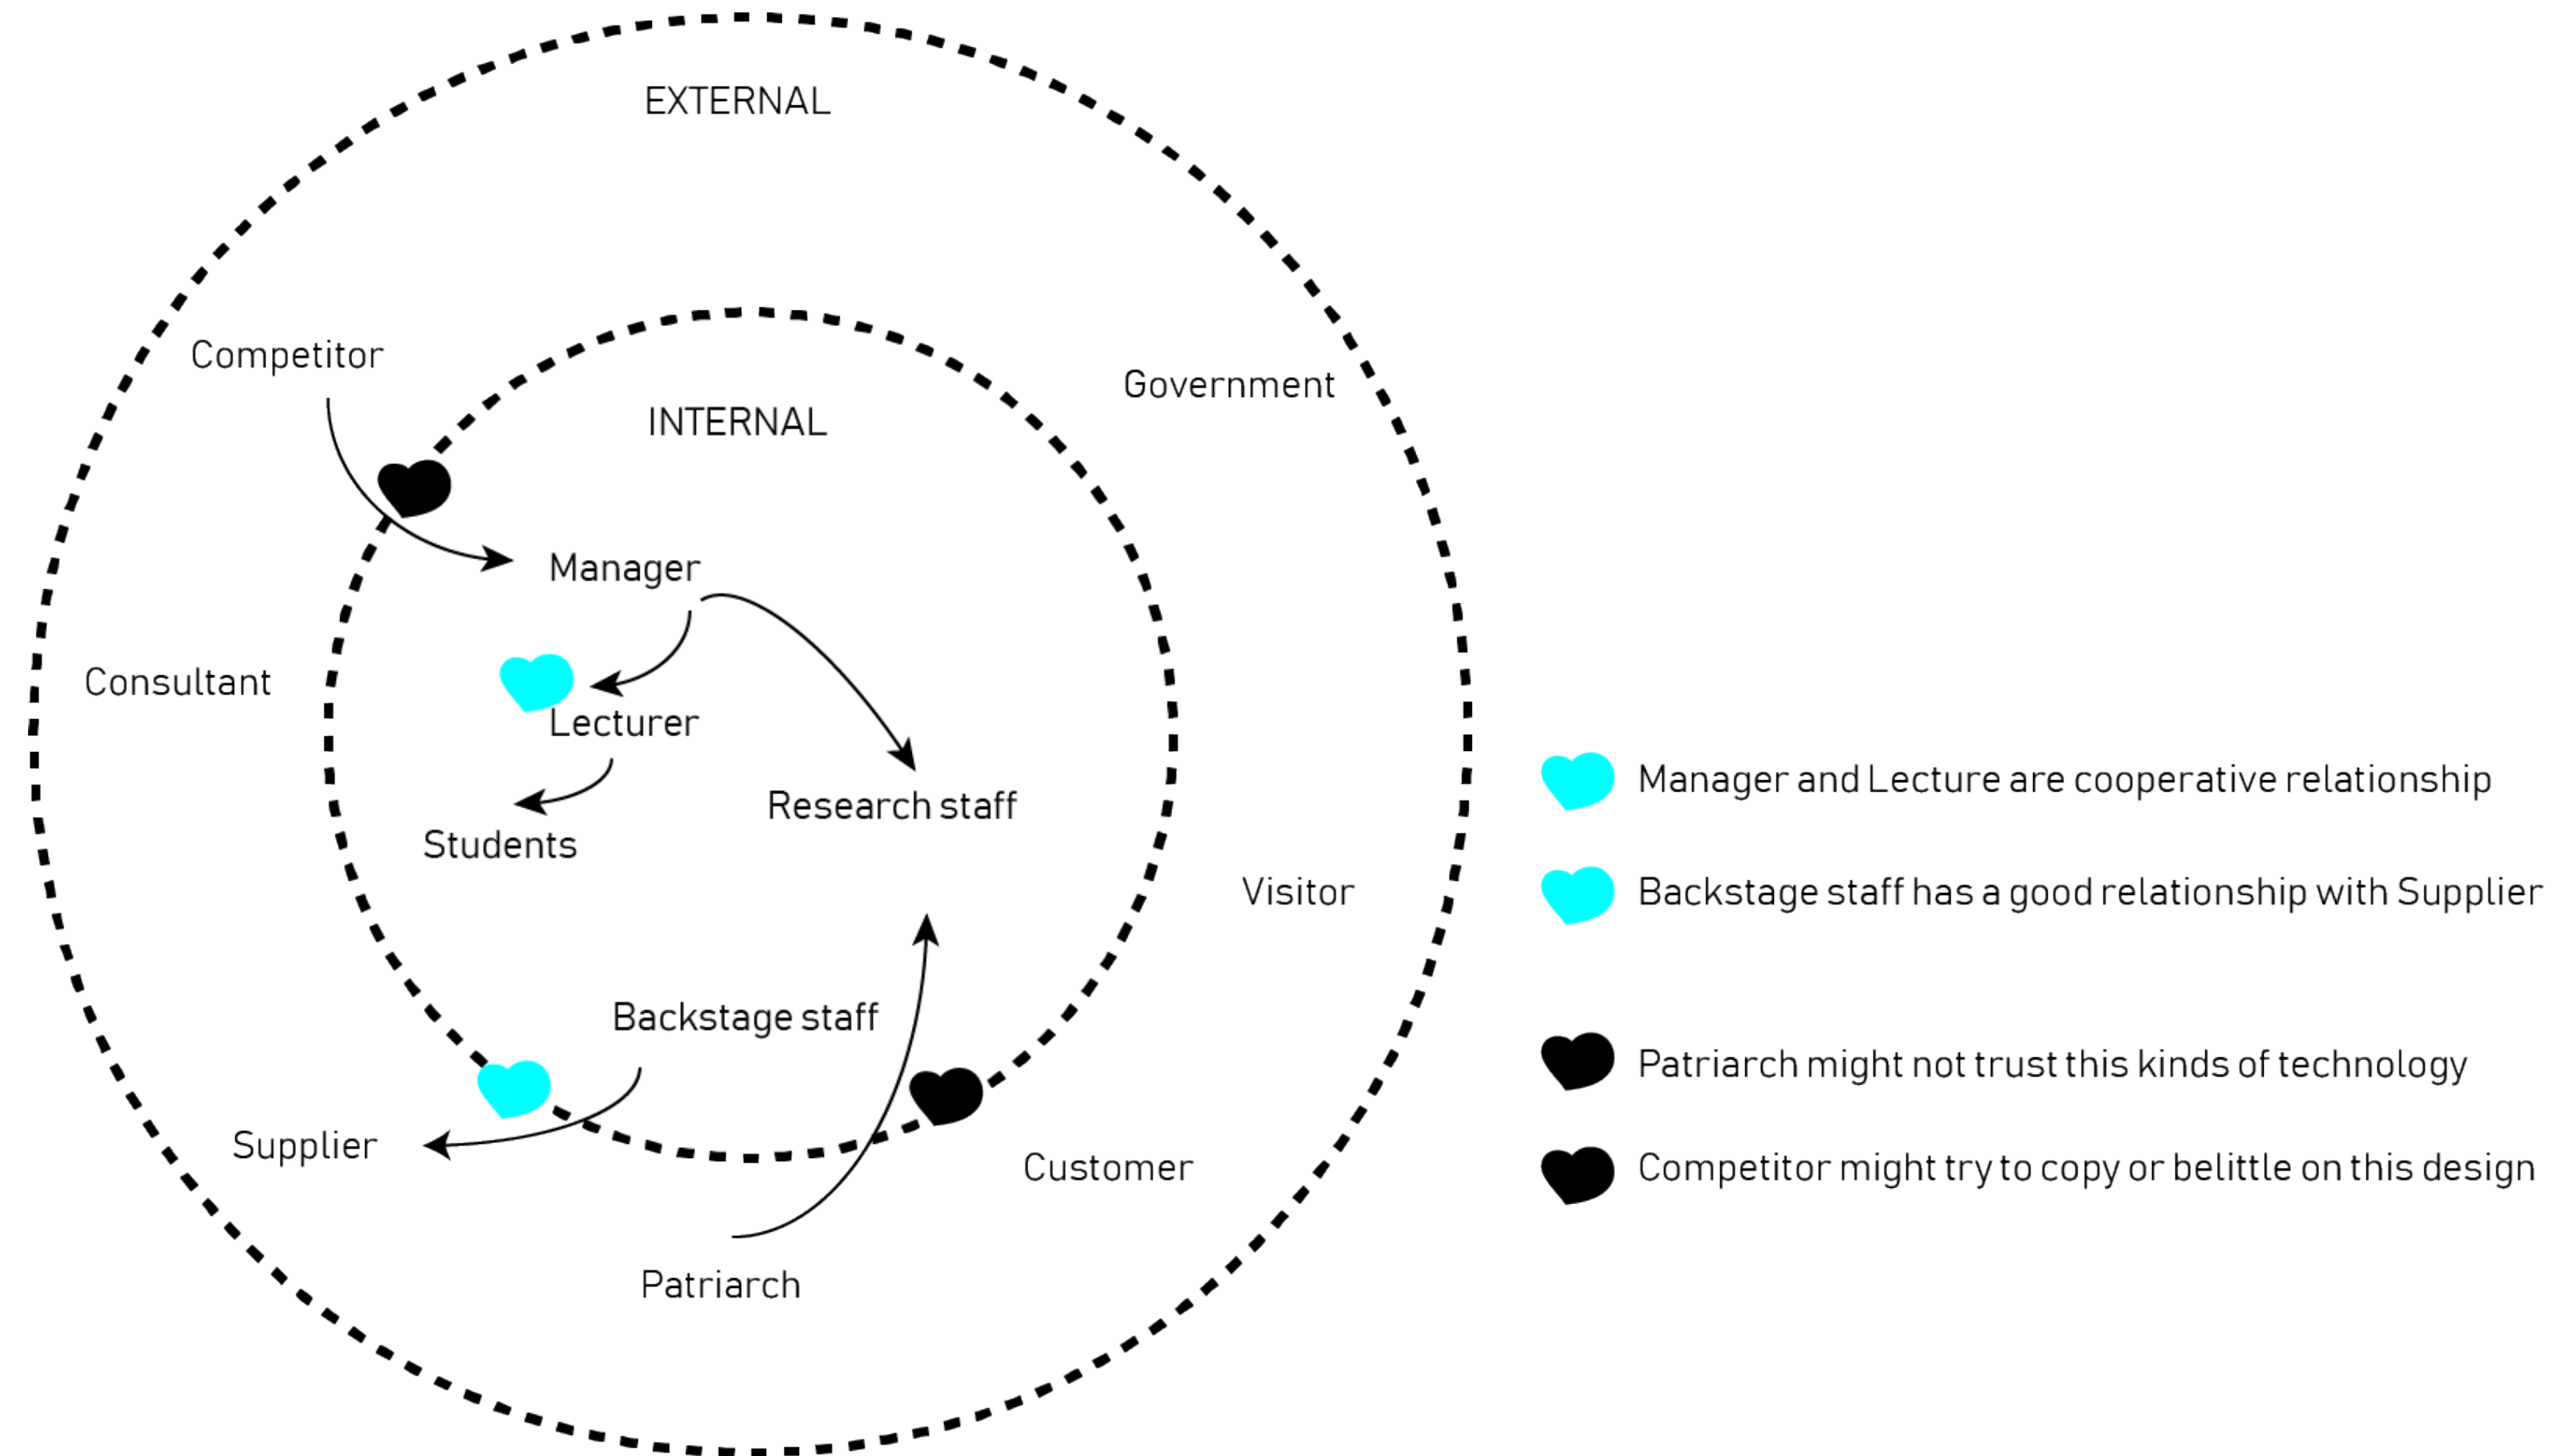 EXTERNAL
Competitor
Government
INTERNAL
Manager
Consultant
Lecturer
Research staff
Students
Visitor
Backstage staff
Supplier
Customer
Patriarch
Manager and Lecture are cooperative relationship
Backstage staff has a good relationship with Supplier
Patriarch might not trust this kinds of technology
Competitor might try to copy or belittle on this design